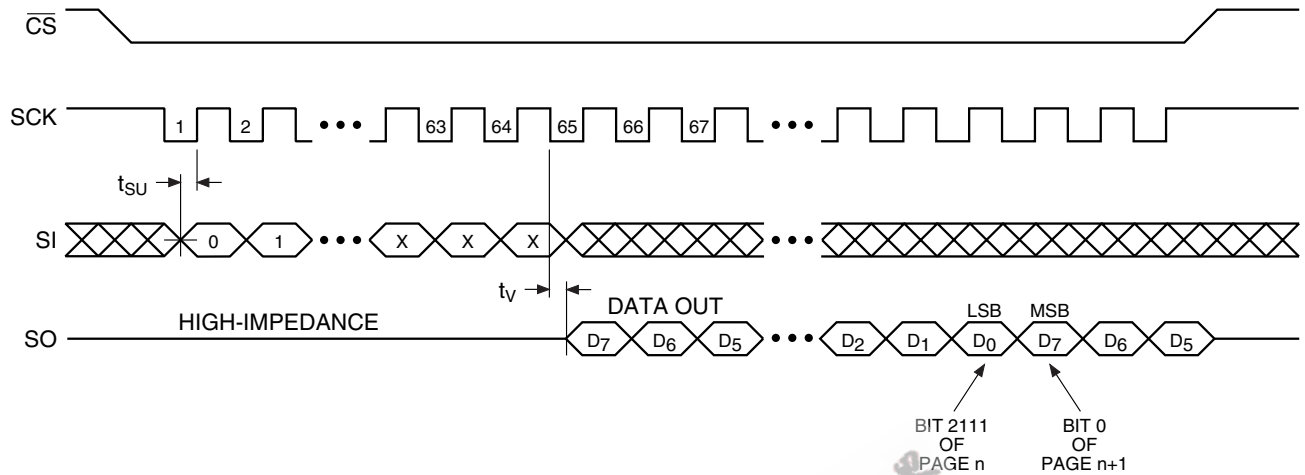 CS
SCK 1 2 ••• 63 64 65 66 67 •••
tSU
SI 0 1 ••• X X X •••
tV
HIGH-IMPEDANCE DATA OUT LSB MSB
SO D7 D6 D5 ••• D2 D1 D0 D7 D6 D5
BIT 2111
OF
PAGE n
BIT 0
OF
PAGE n+1